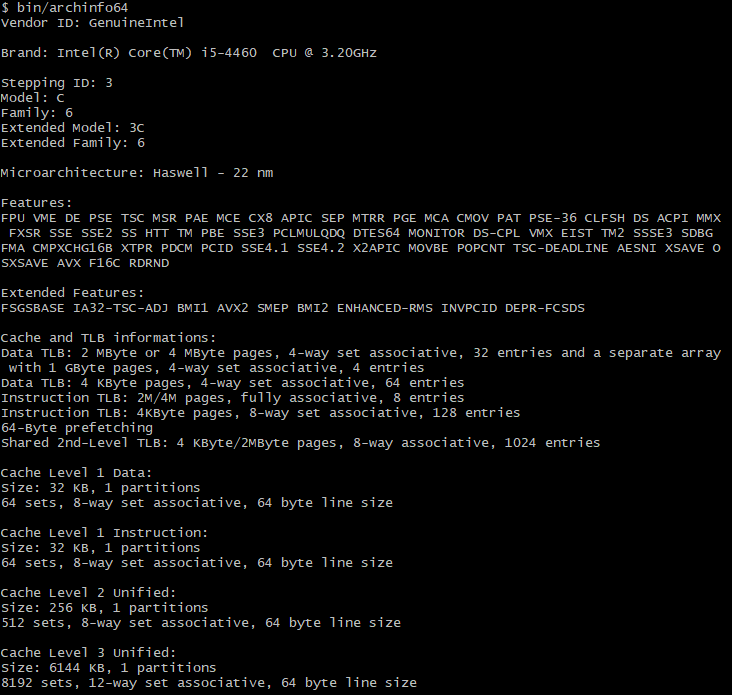 $ bin/archinfo64
Vendor ID: GenuineIntel
Brand: Intel(R) Core(TM) i5-4460  CPU @ 3.20GHz
Stepping ID: 3
Model: C
Family: 6
Extended Model: 3C
Extended Family: 6
Microarchitecture: Haswell - 22 nm
Features:
FPU VME DE PSE TSC MSR PAE MCE CX8 APIC SEP MTRR PGE MCA CMOV PAT PSE-36 CLFSH DS ACPI MMX
 FXSR SSE SSE2 SS HTT TM PBE SSE3 PCLMULQDQ DTES64 MONITOR DS-CPL VMX EIST TM2 SSSE3 SDBG
FMA CMPXCHG16B XTPR PDCM PCID SSE4.1 SSE4.2 X2APIC MOVBE POPCNT TSC-DEADLINE AESNI XSAVE O
SXSAVE AVX F16C RDRND
Extended Features:
FSGSBASE IA32-TSC-ADJ BMI1 AVX2 SMEP BMI2 ENHANCED-RMS INVPCID DEPR-FCSDS
Cache and TLB informations:
Data TLB: 2 MByte or 4 MByte pages, 4-way set associative, 32 entries and a separate array
 with 1 GByte pages, 4-way set associative, 4 entries
Data TLB: 4 KByte pages, 4-way set associative, 64 entries
Instruction TLB: 2M/4M pages, fully associative, 8 entries
Instruction TLB: 4KByte pages, 8-way set associative, 128 entries
64-Byte prefetching
Shared 2nd-Level TLB: 4 KByte/2MByte pages, 8-way associative, 1024 entries
Cache Level 1 Data:
Size: 32 KB, 1 partitions
64 sets, 8-way set associative, 64 byte line size
Cache Level 1 Instruction:
Size: 32 KB, 1 partitions
64 sets, 8-way set associative, 64 byte line size
Cache Level 2 Unified:
Size: 256 KB, 1 partitions
512 sets, 8-way set associative, 64 byte line size
Cache Level 3 Unified:
Size: 6144 KB, 1 partitions
8192 sets, 12-way set associative, 64 byte line size